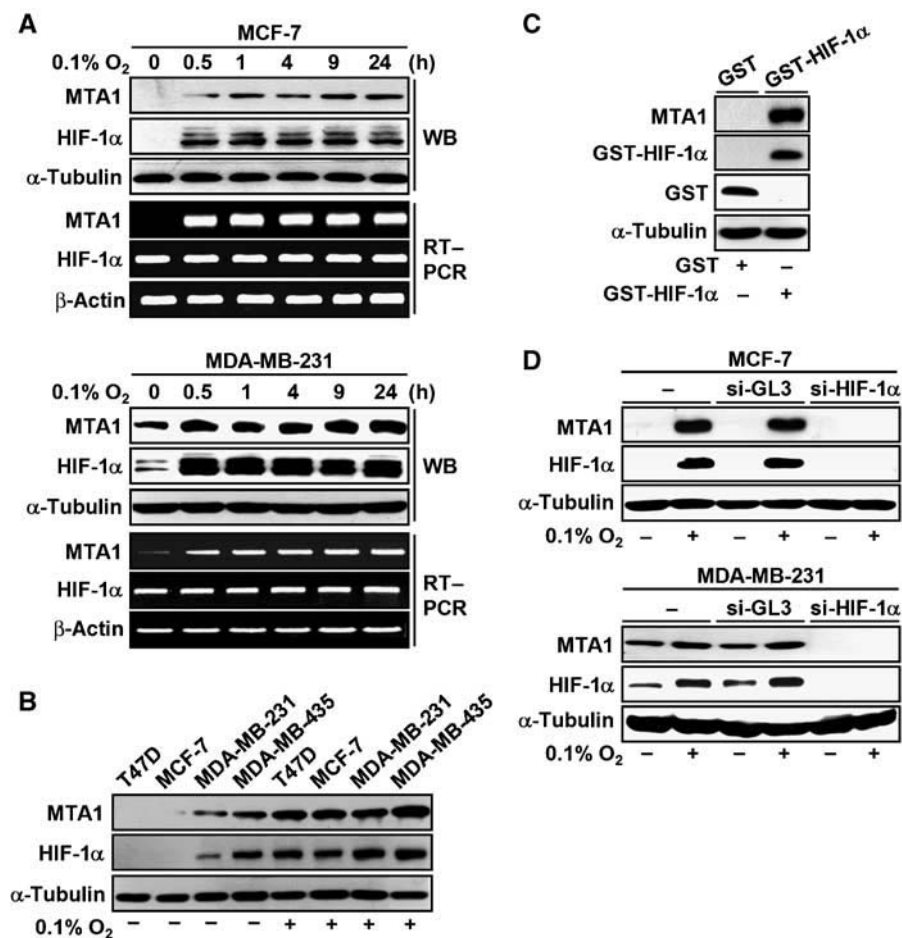 A
MCF-7
0.1% O₂ 0 0.5 1 4 9 24 (h)
MTA1
HIF-1α
α-Tubulin
WB
MTA1
HIF-1α
β-Actin
RT–
PCR
MDA-MB-231
0.1% O₂ 0 0.5 1 4 9 24 (h)
MTA1
HIF-1α
α-Tubulin
WB
MTA1
HIF-1α
β-Actin
RT–
PCR
B
T47D MCF-7 MDA-MB-231 MDA-MB-435 T47D MCF-7 MDA-MB-231 MDA-MB-435
MTA1
HIF-1α
α-Tubulin
0.1% O₂ – – – – + + + +
C
GST GST-HIF-1α
MTA1
GST-HIF-1α
GST
α-Tubulin
GST + –
GST-HIF-1α – +
D
MCF-7
– si-GL3 si-HIF-1α
MTA1
HIF-1α
α-Tubulin
0.1% O₂ – + – + – +
MDA-MB-231
– si-GL3 si-HIF-1α
MTA1
HIF-1α
α-Tubulin
0.1% O₂ – + – + – +